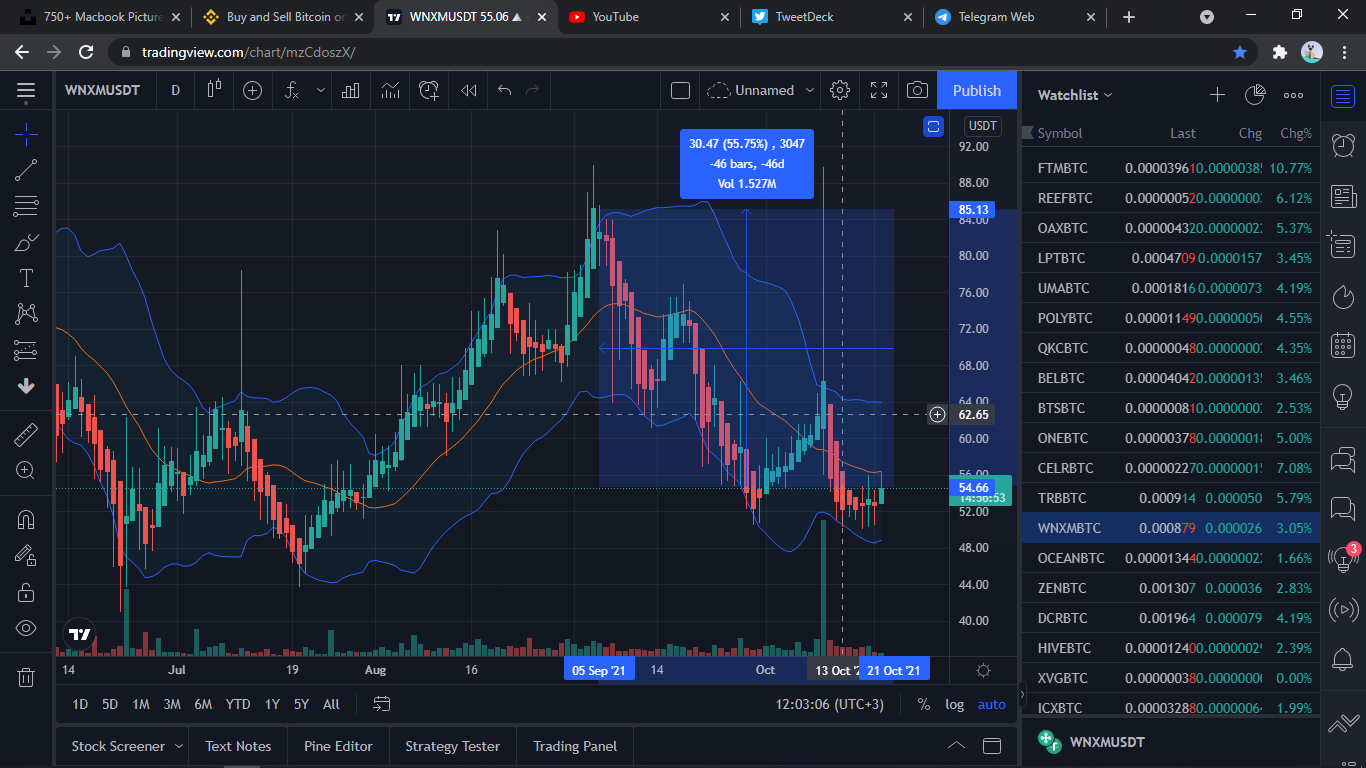 750+ Macbook Picture
Buy and Sell Bitcoin or
WNXMUSDT 55.06 ▲
YouTube
TweetDeck
Telegram Web
tradingview.com/chart/mzCdoszX/
WNXMUSDT
D
Unnamed
Publish
Watchlist
USDT
Symbol Last Chg Chg%
30.47 (55.75%) , 3047
-46 bars, -46d
Vol 1.527M
92.00
88.00
85.13
84.00
80.00
76.00
72.00
68.00
64.00
62.65
60.00
56.00
54.66
14:56:53
52.00
48.00
44.00
40.00
FTMBTC 0.00003961 0.00000385 10.77%
REEFBTC 0.00000052 0.0000000 6.12%
OAXBTC 0.00000432 0.0000002 5.37%
LPTBTC 0.0004709 0.0000157 3.45%
UMABTC 0.0001816 0.0000073 4.19%
POLYBTC 0.00001149 0.0000005 4.55%
QKCBTC 0.00000048 0.0000000 4.35%
BELBTC 0.00004042 0.0000013 3.46%
BTSBTC 0.00000081 0.0000000 2.53%
ONEBTC 0.00000378 0.0000001 5.00%
CELRBTC 0.00000227 0.0000001 7.08%
TRBBTC 0.000914 0.000050 5.79%
WNXMBTC 0.000879 0.000026 3.05%
OCEANBTC 0.00001344 0.0000002 1.66%
ZENBTC 0.001307 0.000036 2.83%
DCRBTC 0.001964 0.000079 4.19%
HIVEBTC 0.00001240 0.0000002 2.39%
XVGBTC 0.00000038 0.0000000 0.00%
ICXBTC 0.00003288 0.0000006 1.99%
3
14
Jul
19
Aug
16
05 Sep '21
14
Oct
13 Oct '2
21 Oct '21
1D 5D 1M 3M 6M YTD 1Y 5Y All
12:03:06 (UTC+3) % log auto
Stock Screener Text Notes Pine Editor Strategy Tester Trading Panel
WNXMUSDT